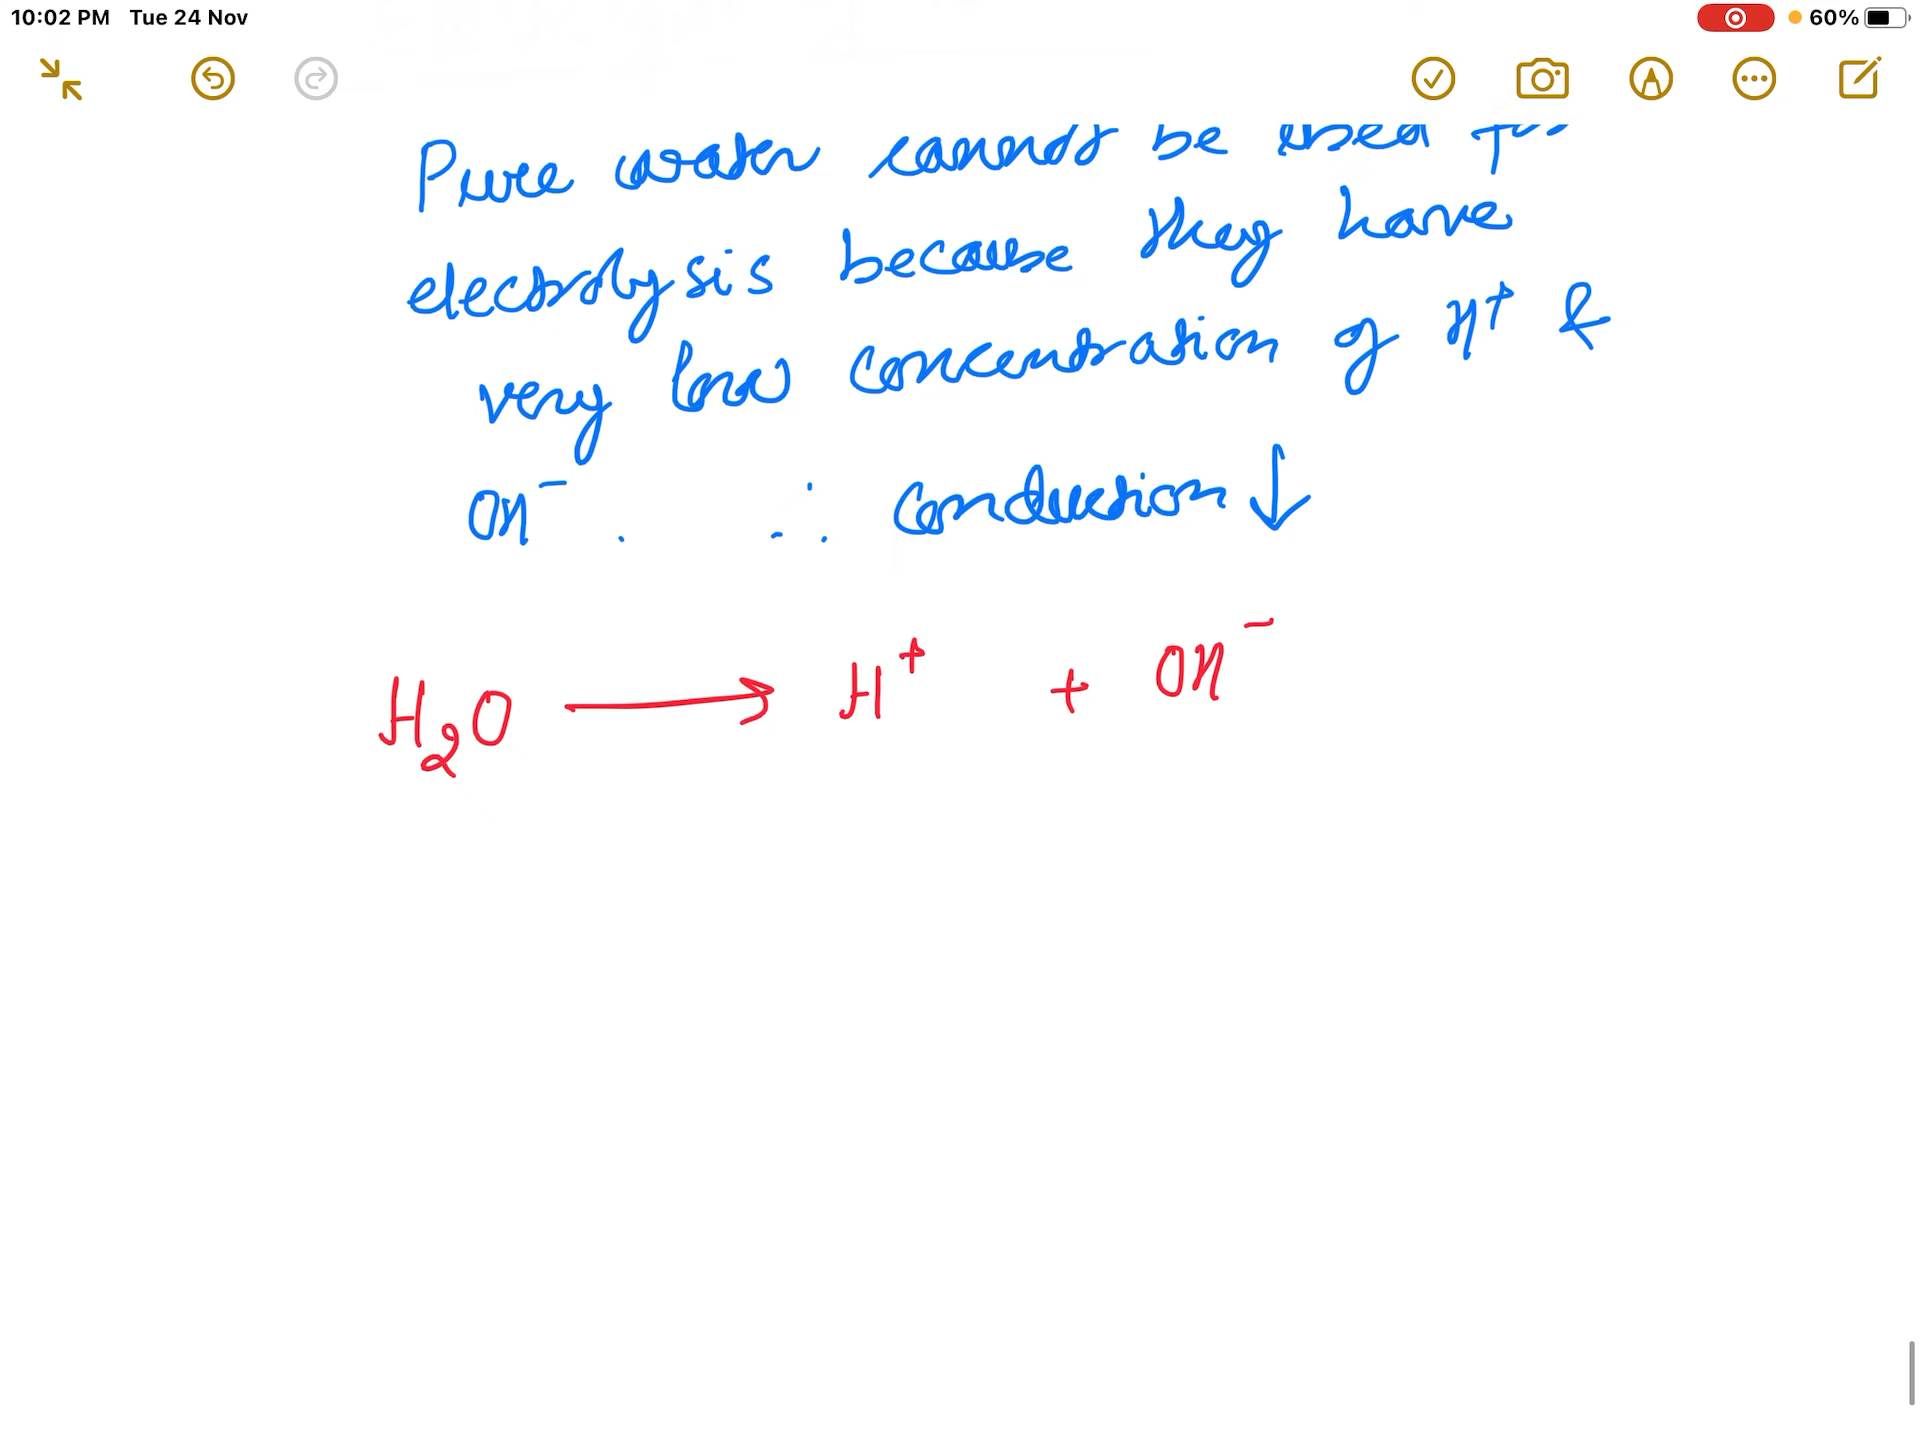 10:02 PM Tue 24 Nov 60%
Pure water cannot be used for
electrolysis because they have
very low concentration of H⁺ &
OH⁻. ∴ conduction ↓
H₂O ⟶ H⁺ + OH⁻